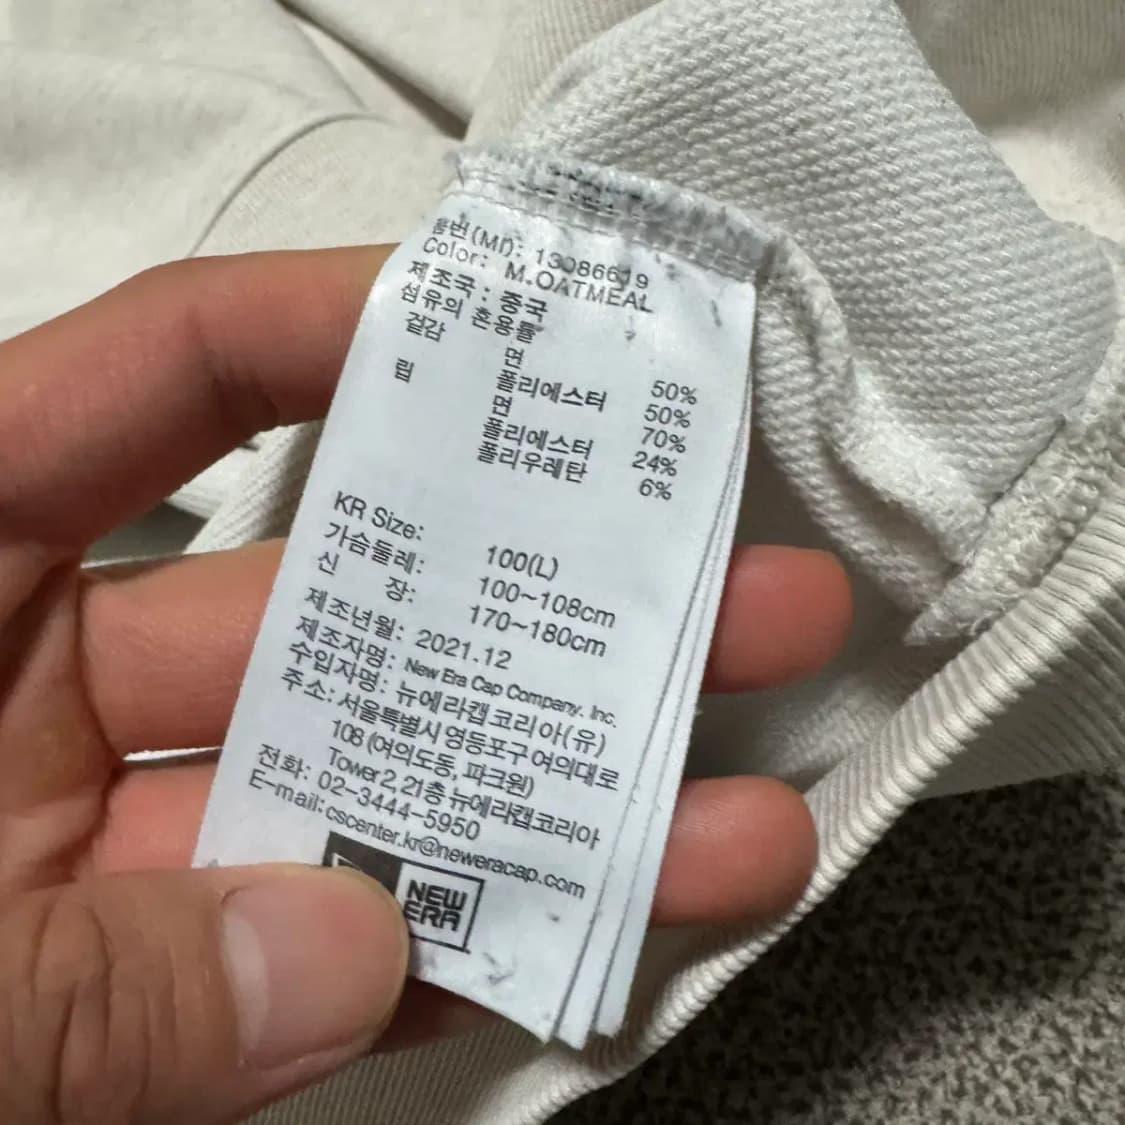 품번(MI): 13086619
Color: M.OATMEAL
제조국: 중국
섬유의 혼용률
겉감 면 50%
폴리에스터 50%
립 면 70%
폴리에스터 24%
폴리우레탄 6%
KR Size: 100(L)
가슴둘레: 100~108cm
신 장: 170~180cm
제조년월: 2021.12
제조자명: New Era Cap Company. Inc.
수입자명: 뉴에라캡코리아(유)
주소: 서울특별시 영등포구 여의대로
108 (여의도동, 파크원)
Tower2, 21층 뉴에라캡코리아
전화: 02-3444-5950
E-mail:cscenter.kr@neweracap.com
NEW
ERA